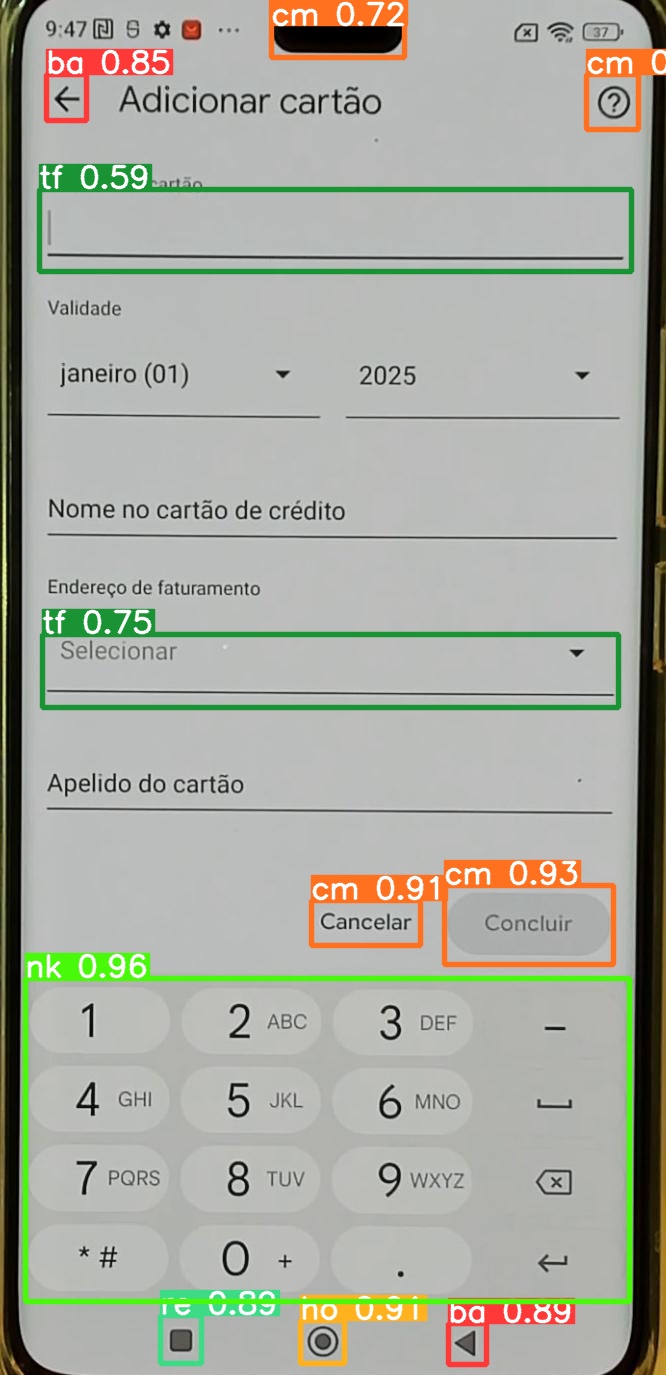 9:47
37
cm 0.72
ba 0.85
cm 0
Adicionar cartão
tf 0.59
cartão
Validade
janeiro (01)
2025
Nome no cartão de crédito
Endereço de faturamento
tf 0.75
Selecionar
Apelido do cartão
cm 0.91
cm 0.93
Cancelar
Concluir
nk 0.96
1
2 ABC
3 DEF
–
4 GHI
5 JKL
6 MNO
7 PQRS
8 TUV
9 WXYZ
* #
0 +
.
re 0.89
ho 0.91
ba 0.89